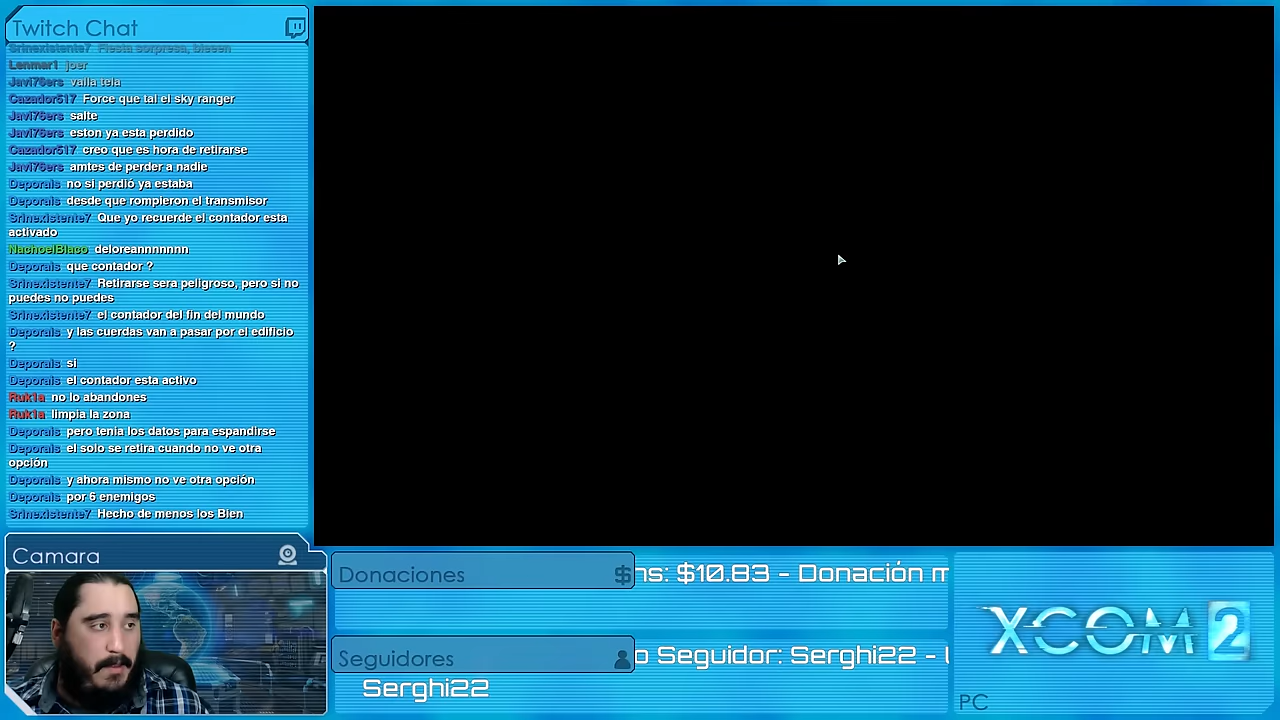 Twitch Chat
Srinexistente7 Fiesta sorpresa, bieeen
Lenmar1 joer
Javi76ers valla tela
Cazador517 Force que tal el sky ranger
Javi76ers salte
Javi76ers eston ya esta perdido
Cazador517 creo que es hora de retirarse
Javi76ers amtes de perder a nadie
Deporais no si perdió ya estaba
Deporais desde que rompieron el transmisor
Srinexistente7 Que yo recuerde el contador esta
activado
NachoelBlaco deloreannnnnnn
Deporais que contador ?
Srinexistente7 Retirarse sera peligroso, pero si no
puedes no puedes
Srinexistente7 el contador del fin del mundo
Deporais y las cuerdas van a pasar por el edificio
?
Deporais si
Deporais el contador esta activo
Ruk1a no lo abandones
Ruk1a limpia la zona
Deporais pero tenia los datos para espandirse
Deporais el solo se retira cuando no ve otra
opción
Deporais y ahora mismo no ve otra opción
Deporais por 6 enemigos
Srinexistente7 Hecho de menos los Bien
Camara
Donaciones $
ns: $10.83 - Donación m
Seguidores
o Seguidor: Serghi22 - U
Serghi22
XCOM 2
PC